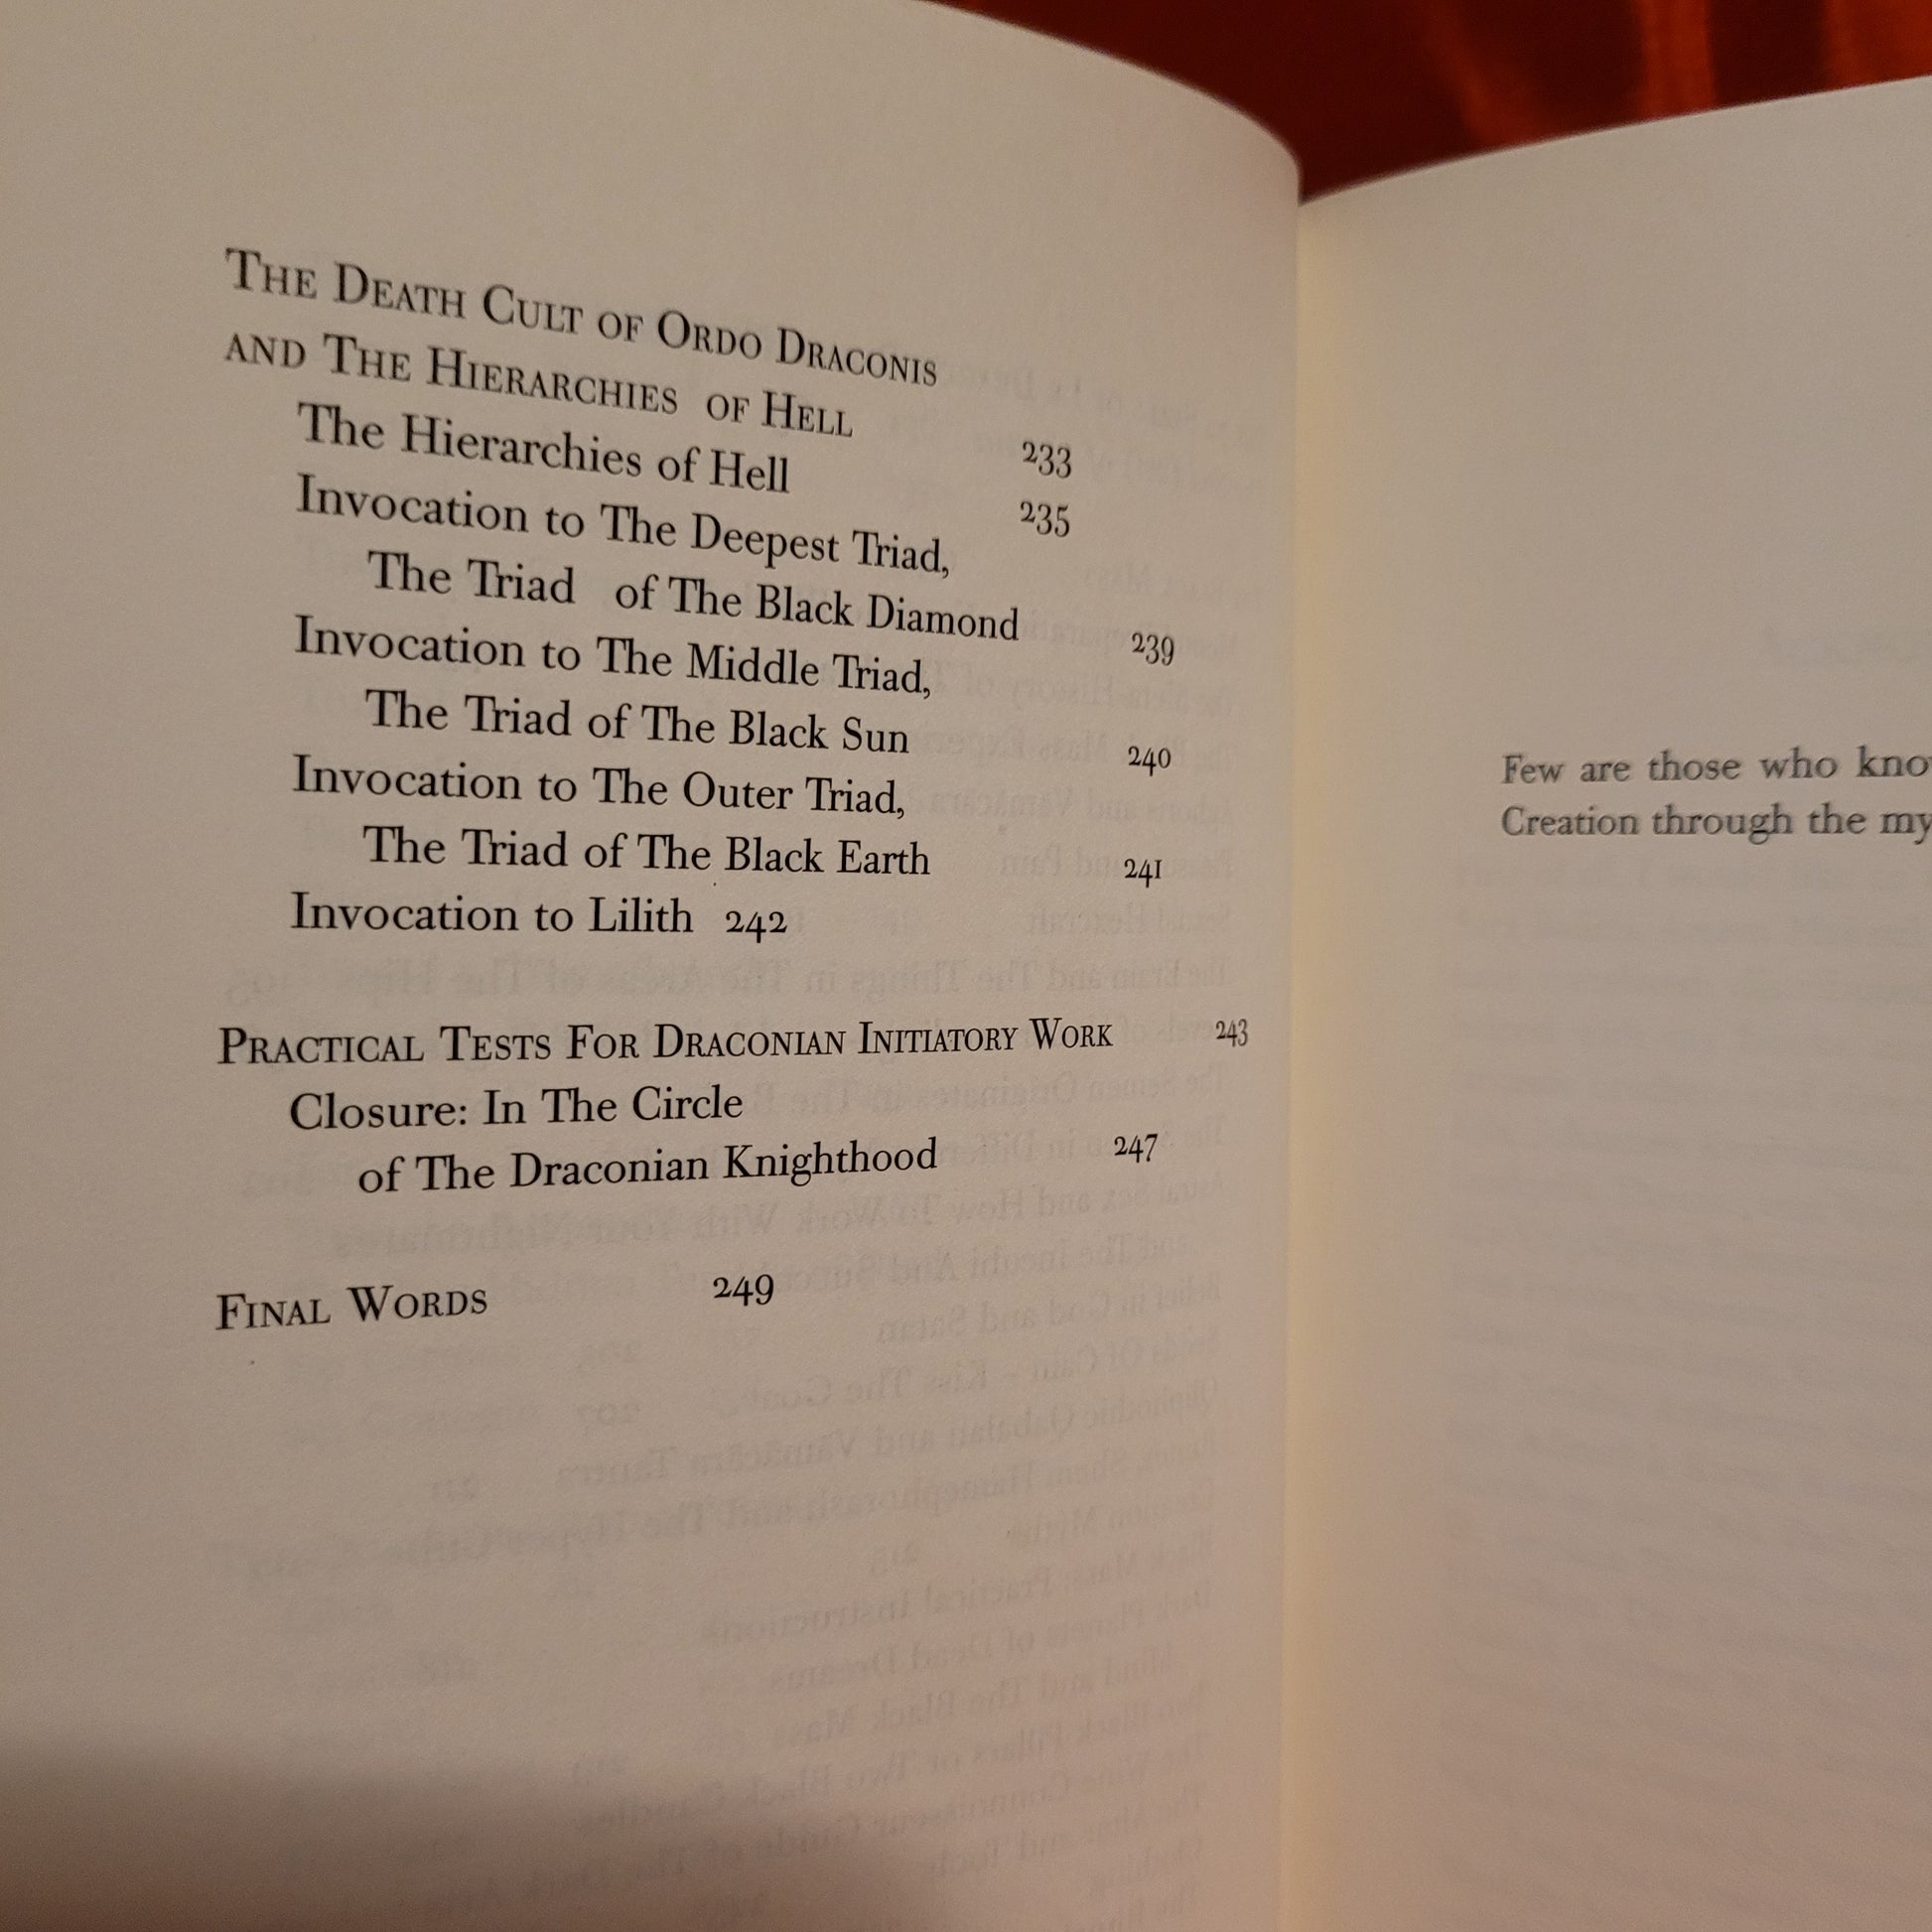 The Death Cult of Ordo Draconis
and The Hierarchies of Hell 233
The Hierarchies of Hell 235
Invocation to The Deepest Triad,
The Triad of The Black Diamond 239
Invocation to The Middle Triad,
The Triad of The Black Sun 240
Invocation to The Outer Triad,
The Triad of The Black Earth 241
Invocation to Lilith 242
Practical Tests For Draconian Initiatory Work 243
Closure: In The Circle
of The Draconian Knighthood 247
Final Words 249
Few are those who
Creation through the